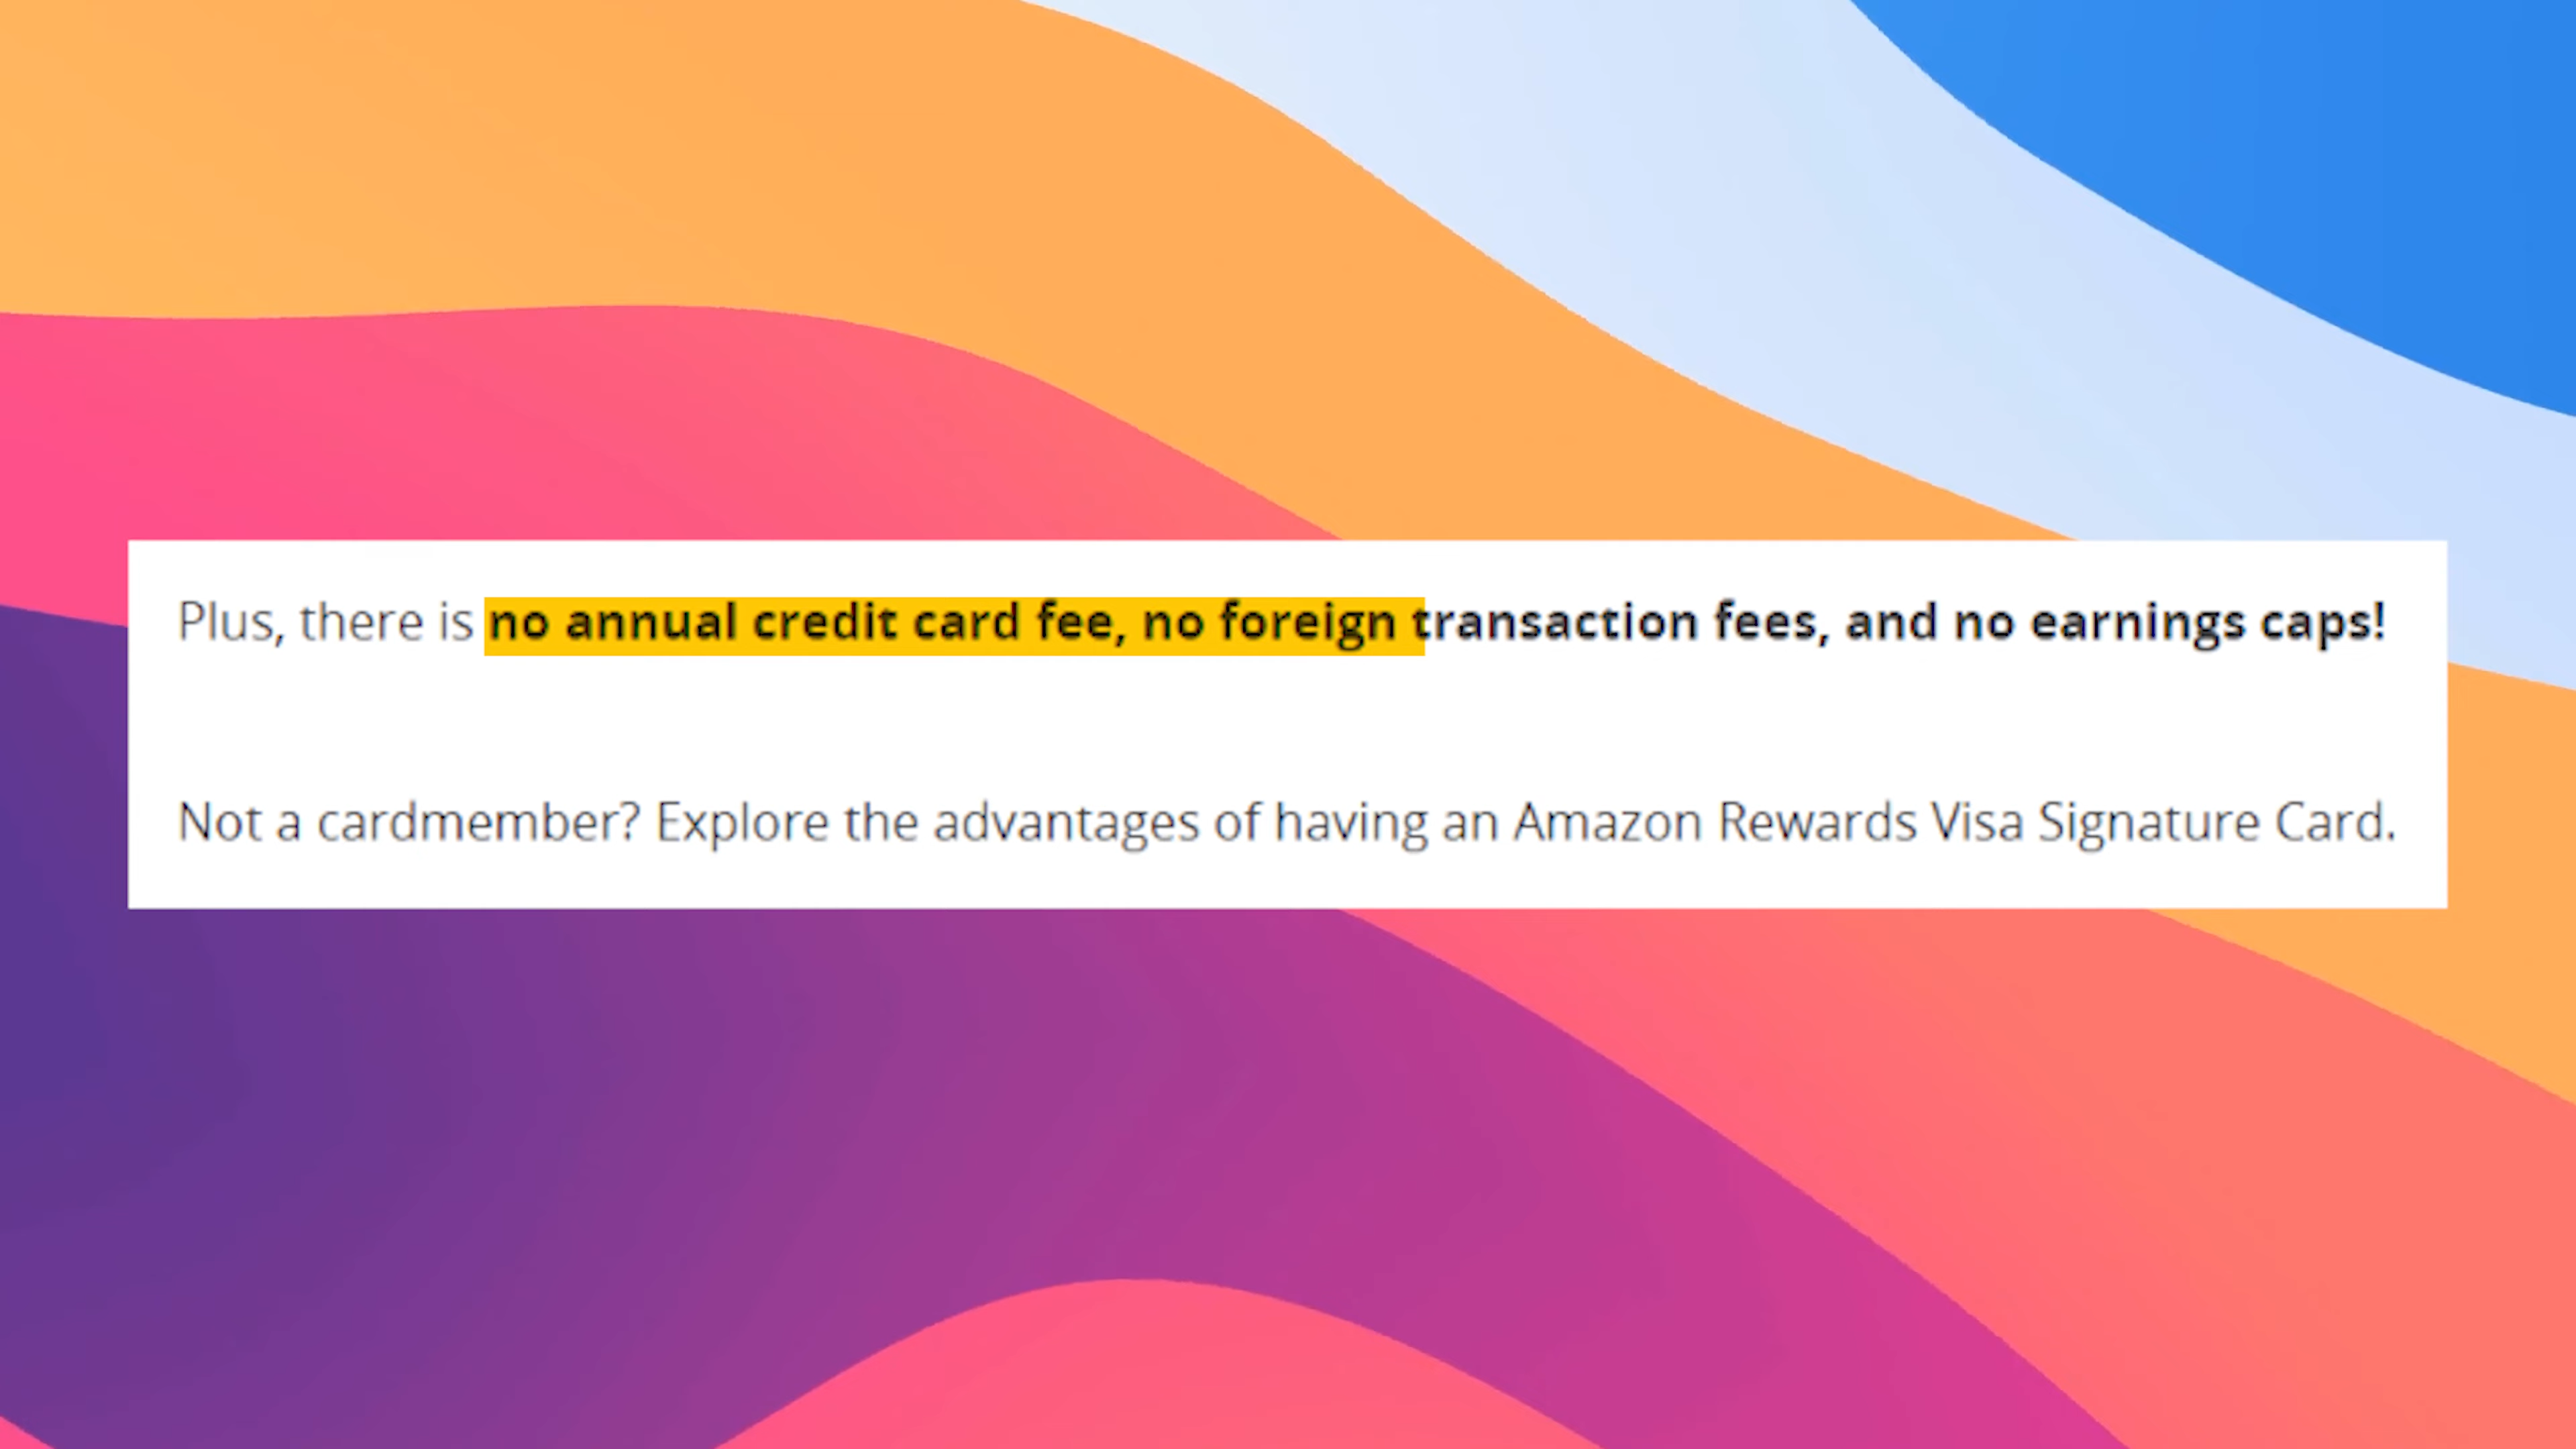 Plus, there is no annual credit card fee, no foreign transaction fees, and no earnings caps!
Not a cardmember? Explore the advantages of having an Amazon Rewards Visa Signature Card.